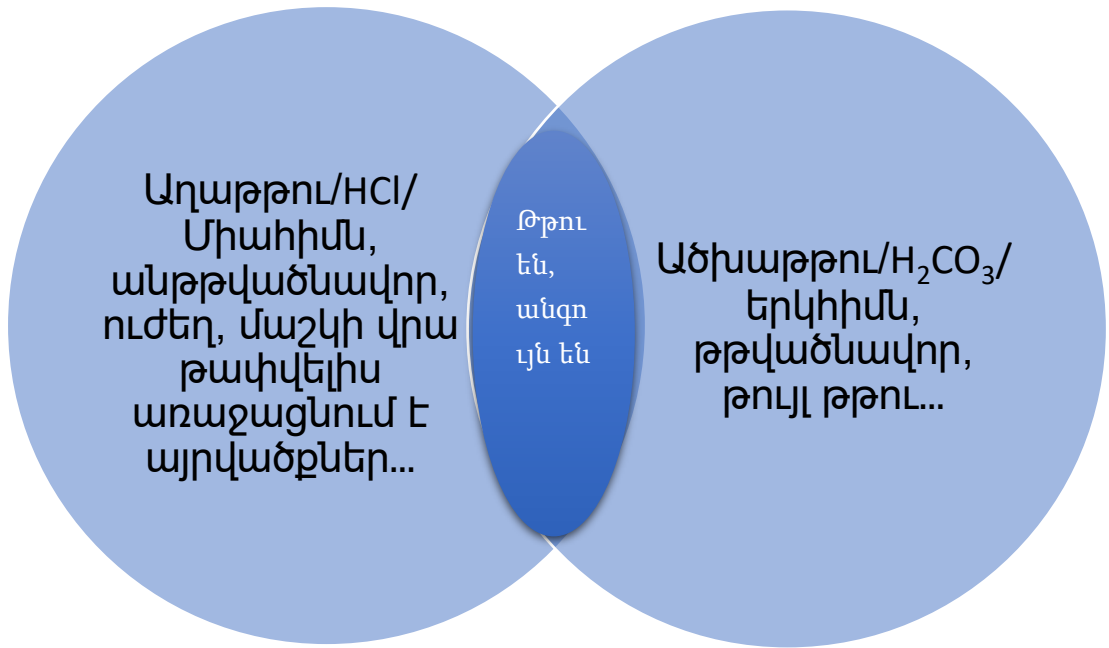 Աղաթթու/HCl/
Միահիմն,
անթթվածնավոր,
ուժեղ, մաշկի վրա
թափվելիս
առաջացնում է
այրվածքներ...
Թթու
են,
անգո
ւյն են
Ածխաթթու/H₂CO₃/
երկհիմն,
թթվածնավոր,
թույլ թթու...